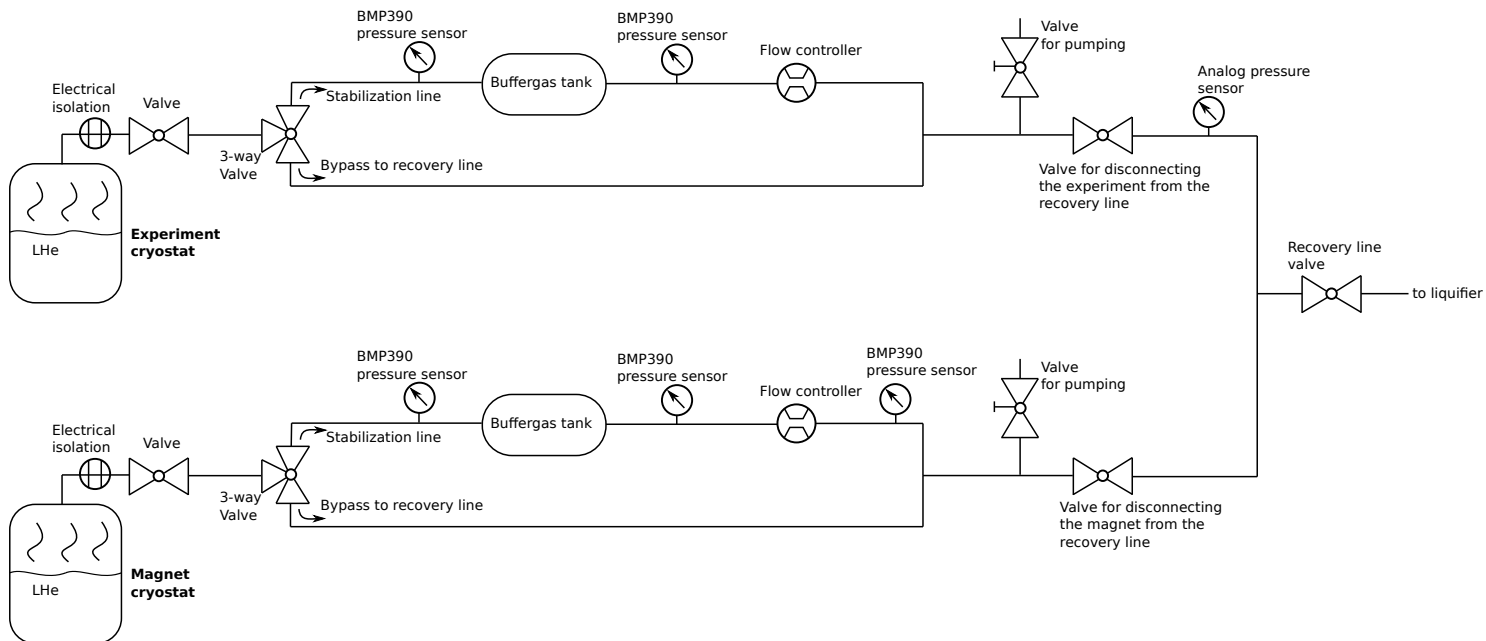 BMP390
pressure sensor
BMP390
pressure sensor
Flow controller
Valve
for pumping
Analog pressure
sensor
Electrical
isolation
Valve
Buffergas tank
Stabilization line
3-way
Valve
Bypass to recovery line
Valve for disconnecting
the experiment from the
recovery line
LHe
Experiment
cryostat
Recovery line
valve
to liquifier
BMP390
pressure sensor
BMP390
pressure sensor
Flow controller
BMP390
pressure sensor
Valve
for pumping
Electrical
isolation
Valve
Buffergas tank
Stabilization line
3-way
Valve
Bypass to recovery line
Valve for disconnecting
the magnet from the
recovery line
LHe
Magnet
cryostat